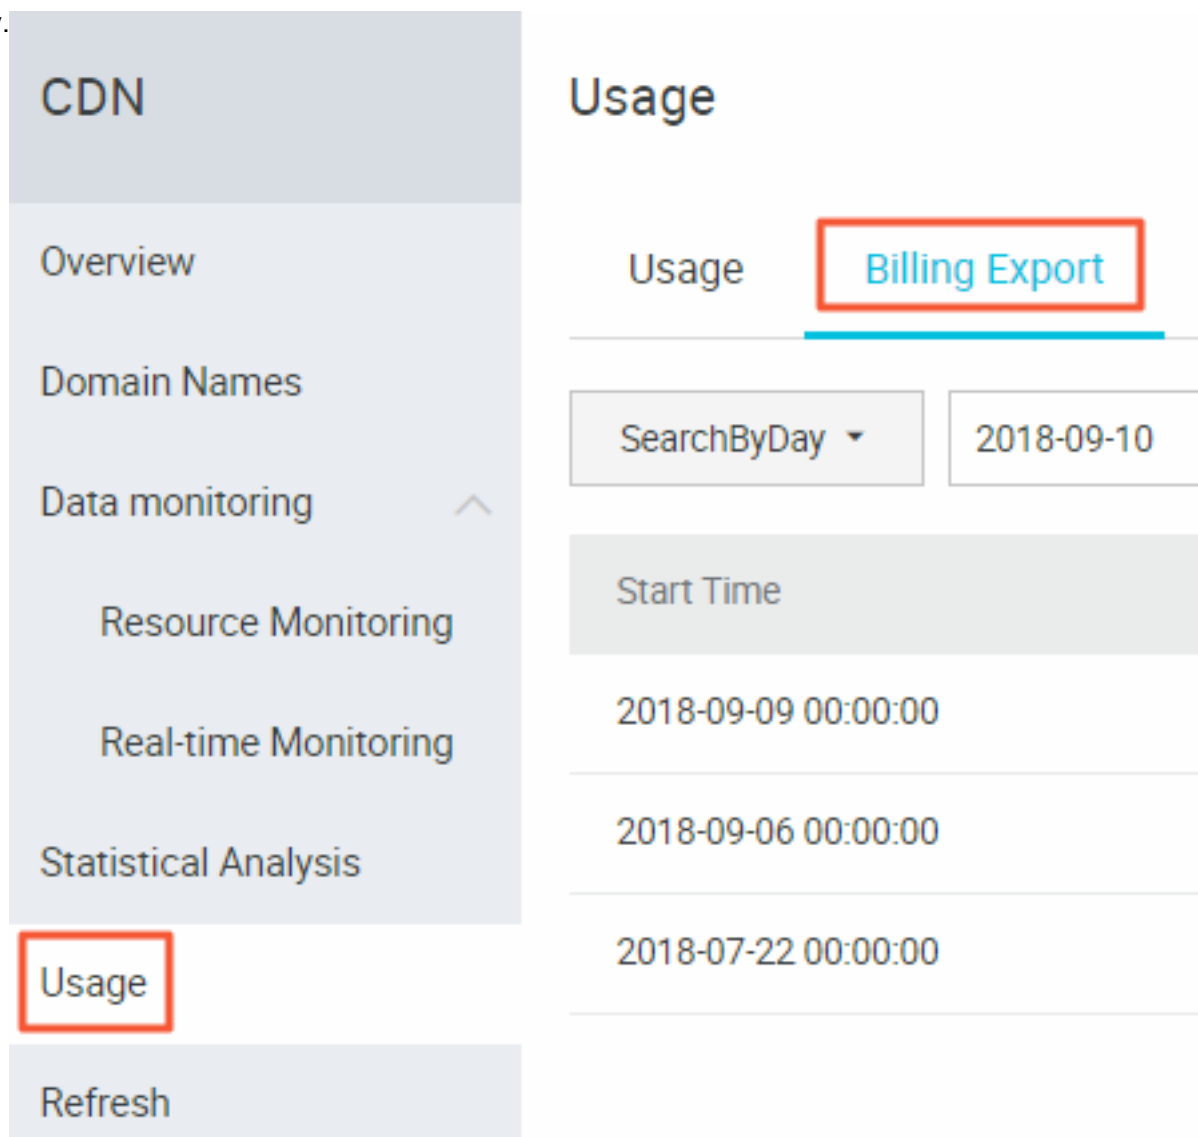 CDN
Overview
Domain Names
Data monitoring
Resource Monitoring
Real-time Monitoring
Statistical Analysis
Usage
Refresh
Usage
Usage Billing Export
SearchByDay 2018-09-10
Start Time
2018-09-09 00:00:00
2018-09-06 00:00:00
2018-07-22 00:00:00